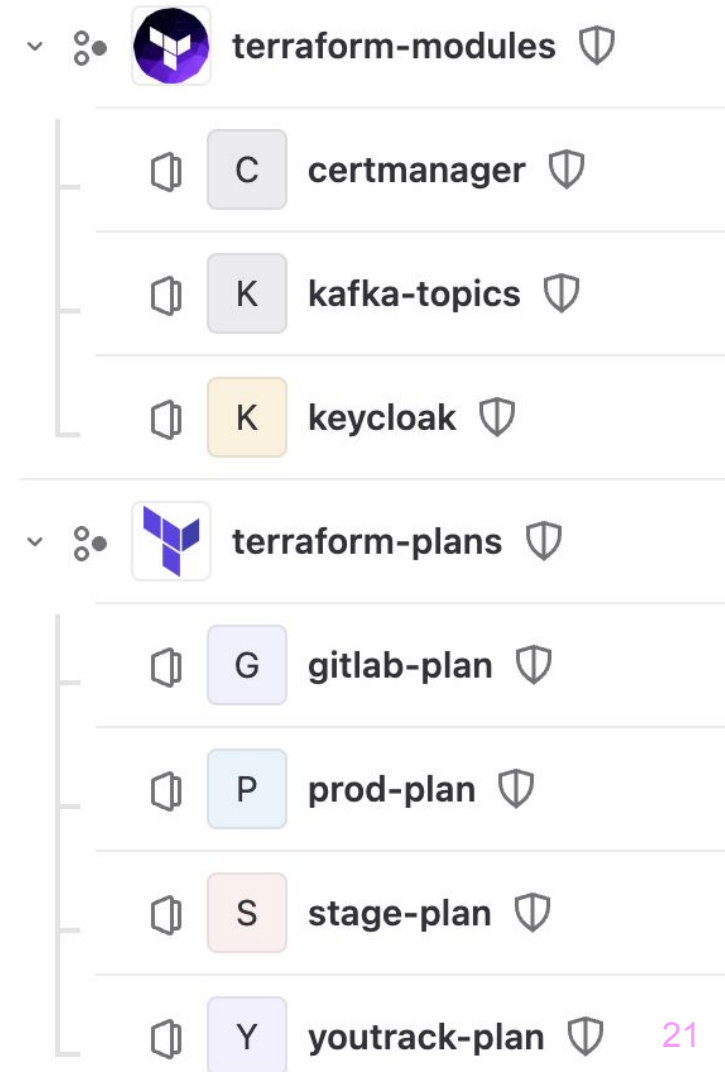 terraform-modules
C certmanager
K kafka-topics
K keycloak
terraform-plans
G gitlab-plan
P prod-plan
S stage-plan
Y youtrack-plan 21